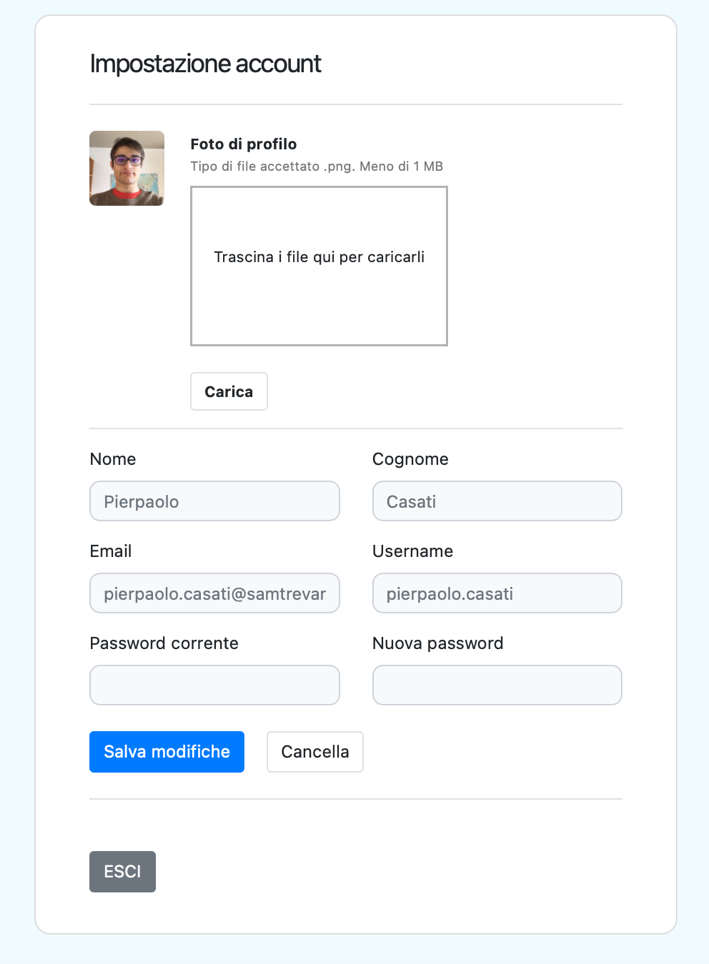 Impostazione account
Foto di profilo
Tipo di file accettato .png. Meno di 1 MB
Trascina i file qui per caricarli
Carica
Nome
Cognome
Pierpaolo
Casati
Email
Username
pierpaolo.casati@samtrevar
pierpaolo.casati
Password corrente
Nuova password
Salva modifiche
Cancella
ESCI